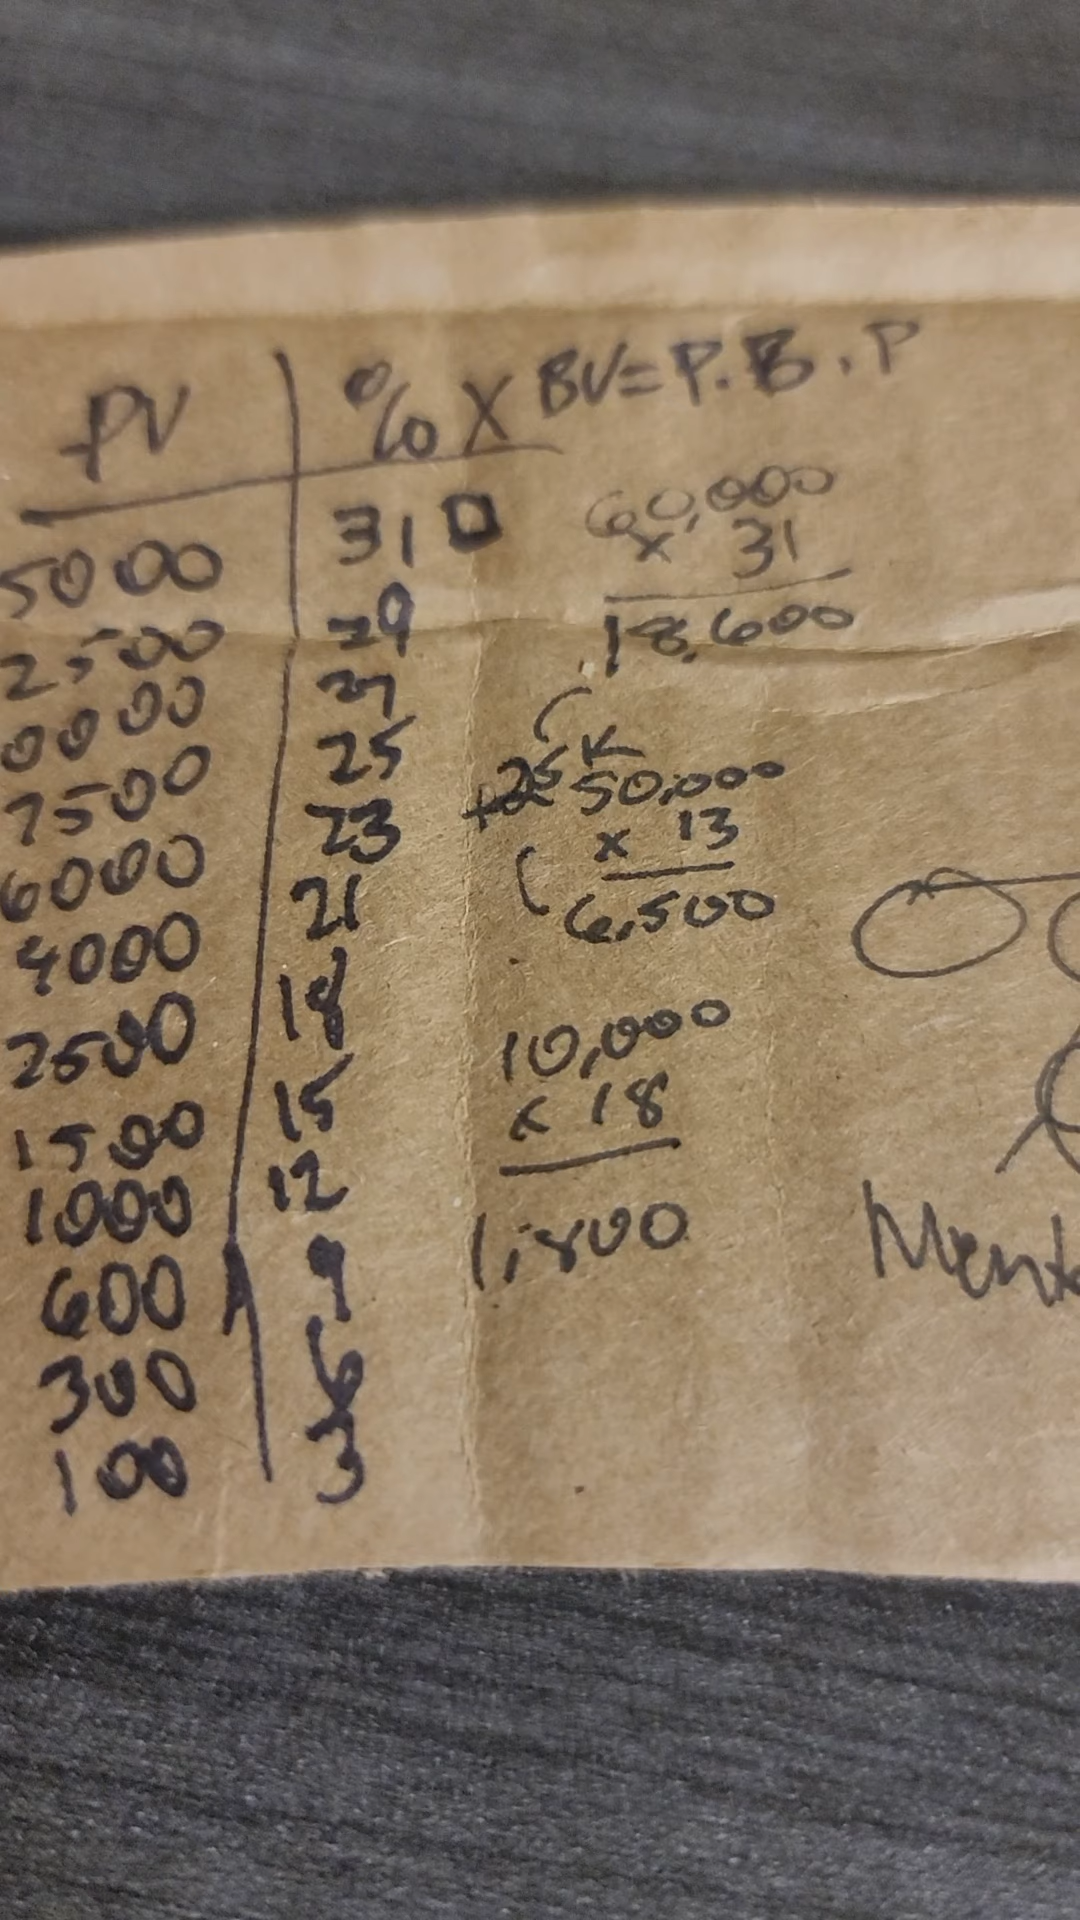 PV | % X BV=P.B.P
5000 | 31
2500 | 29
0000 | 27
7500 | 25
6000 | 23
4000 | 21
2500 | 18
1500 | 15
1000 | 12
600 | 9
300 | 6
100 | 3
60,000
x 31
18,600
25K
50,000
x 13
6,500
10,000
x 18
1,800